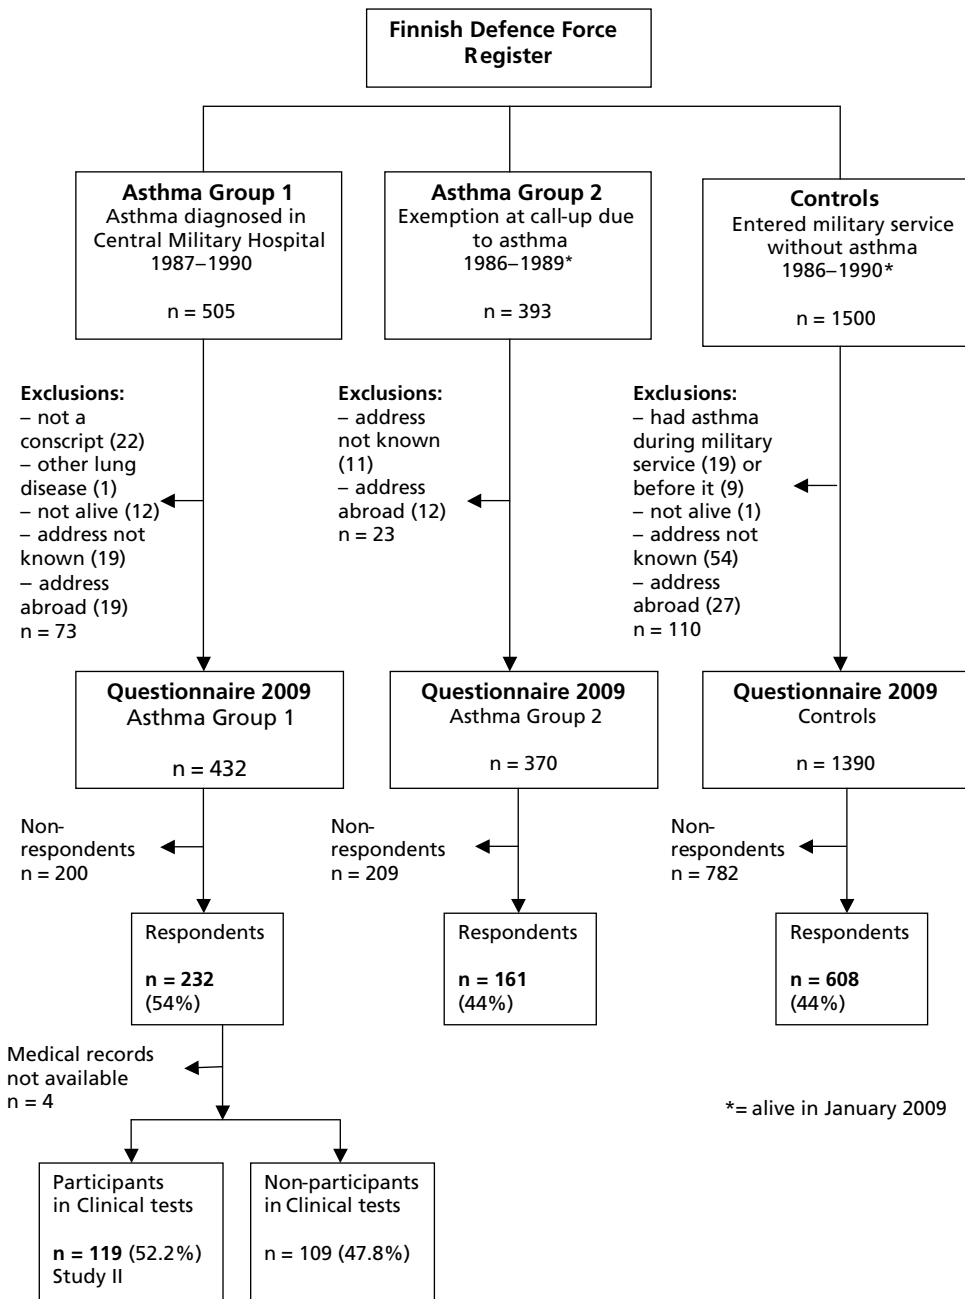 Finnish Defence Force
Register
Asthma Group 1
Asthma diagnosed in
Central Military Hospital
1987–1990
n = 505
Asthma Group 2
Exemption at call-up due
to asthma
1986–1989*
n = 393
Controls
Entered military service
without asthma
1986–1990*
n = 1500
Exclusions:
– not a
conscript (22)
– other lung
disease (1)
– not alive (12)
– address not
known (19)
– address
abroad (19)
n = 73
Exclusions:
– address
not known
(11)
– address
abroad (12)
n = 23
Exclusions:
– had asthma
during military
service (19) or
before it (9)
– not alive (1)
– address not
known (54)
– address
abroad (27)
n = 110
Questionnaire 2009
Asthma Group 1
n = 432
Questionnaire 2009
Asthma Group 2
n = 370
Questionnaire 2009
Controls
n = 1390
Non-
respondents
n = 200
Non-
respondents
n = 209
Non-
respondents
n = 782
Respondents
n = 232
(54%)
Respondents
n = 161
(44%)
Respondents
n = 608
(44%)
Medical records
not available
n = 4
*= alive in January 2009
Participants
in Clinical tests
n = 119 (52.2%)
Study II
Non-participants
in Clinical tests
n = 109 (47.8%)